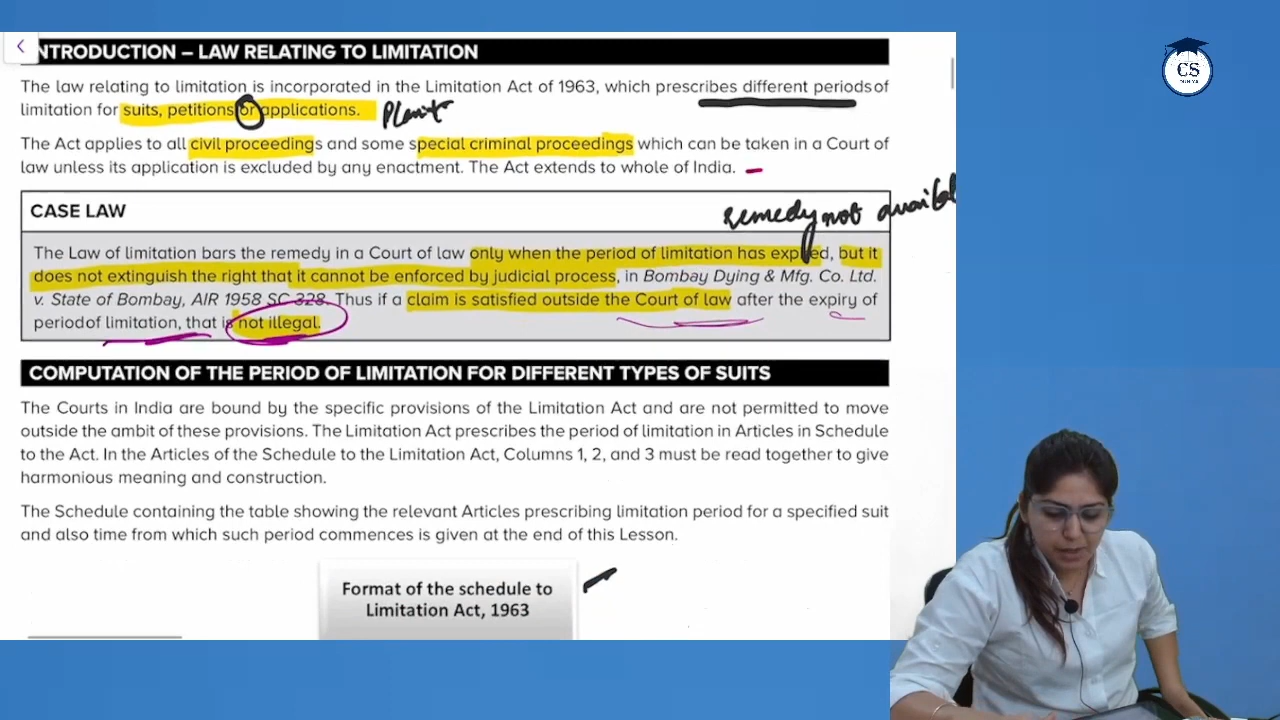 INTRODUCTION – LAW RELATING TO LIMITATION
The law relating to limitation is incorporated in the Limitation Act of 1963, which prescribes different periods of
limitation for suits, petitions or applications.
The Act applies to all civil proceedings and some special criminal proceedings which can be taken in a Court of
law unless its application is excluded by any enactment. The Act extends to whole of India.
remedy not availabl
CASE LAW
The Law of limitation bars the remedy in a Court of law only when the period of limitation has expired, but it
does not extinguish the right that it cannot be enforced by judicial process, in Bombay Dying & Mfg. Co. Ltd.
v. State of Bombay, AIR 1958 SC 328. Thus if a claim is satisfied outside the Court of law after the expiry of
period of limitation, that is not illegal.
COMPUTATION OF THE PERIOD OF LIMITATION FOR DIFFERENT TYPES OF SUITS
The Courts in India are bound by the specific provisions of the Limitation Act and are not permitted to move
outside the ambit of these provisions. The Limitation Act prescribes the period of limitation in Articles in Schedule
to the Act. In the Articles of the Schedule to the Limitation Act, Columns 1, 2, and 3 must be read together to give
harmonious meaning and construction.
The Schedule containing the table showing the relevant Articles prescribing limitation period for a specified suit
and also time from which such period commences is given at the end of this Lesson.
Format of the schedule to
Limitation Act, 1963
CS